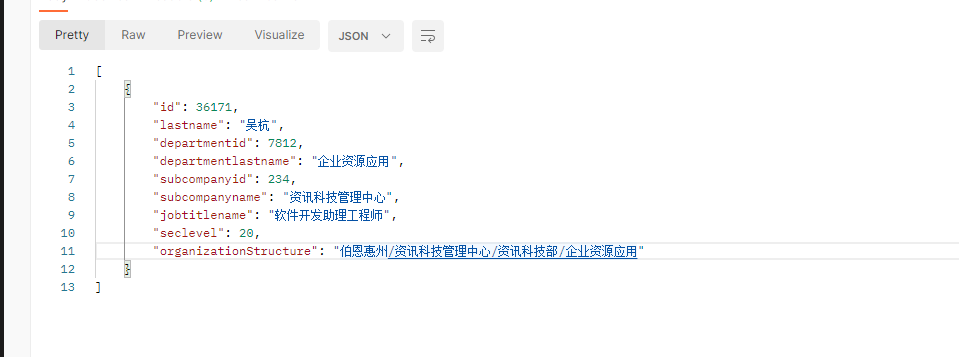 Pretty Raw Preview Visualize JSON
1 [
2 {
3 "id": 36171,
4 "lastname": "吴杭",
5 "departmentid": 7812,
6 "departmentlastname": "企业资源应用",
7 "subcompanyid": 234,
8 "subcompanyname": "资讯科技管理中心",
9 "jobtitlename": "软件开发助理工程师",
10 "seclevel": 20,
11 "organizationStructure": "伯恩惠州/资讯科技管理中心/资讯科技部/企业资源应用"
12 }
13 ]